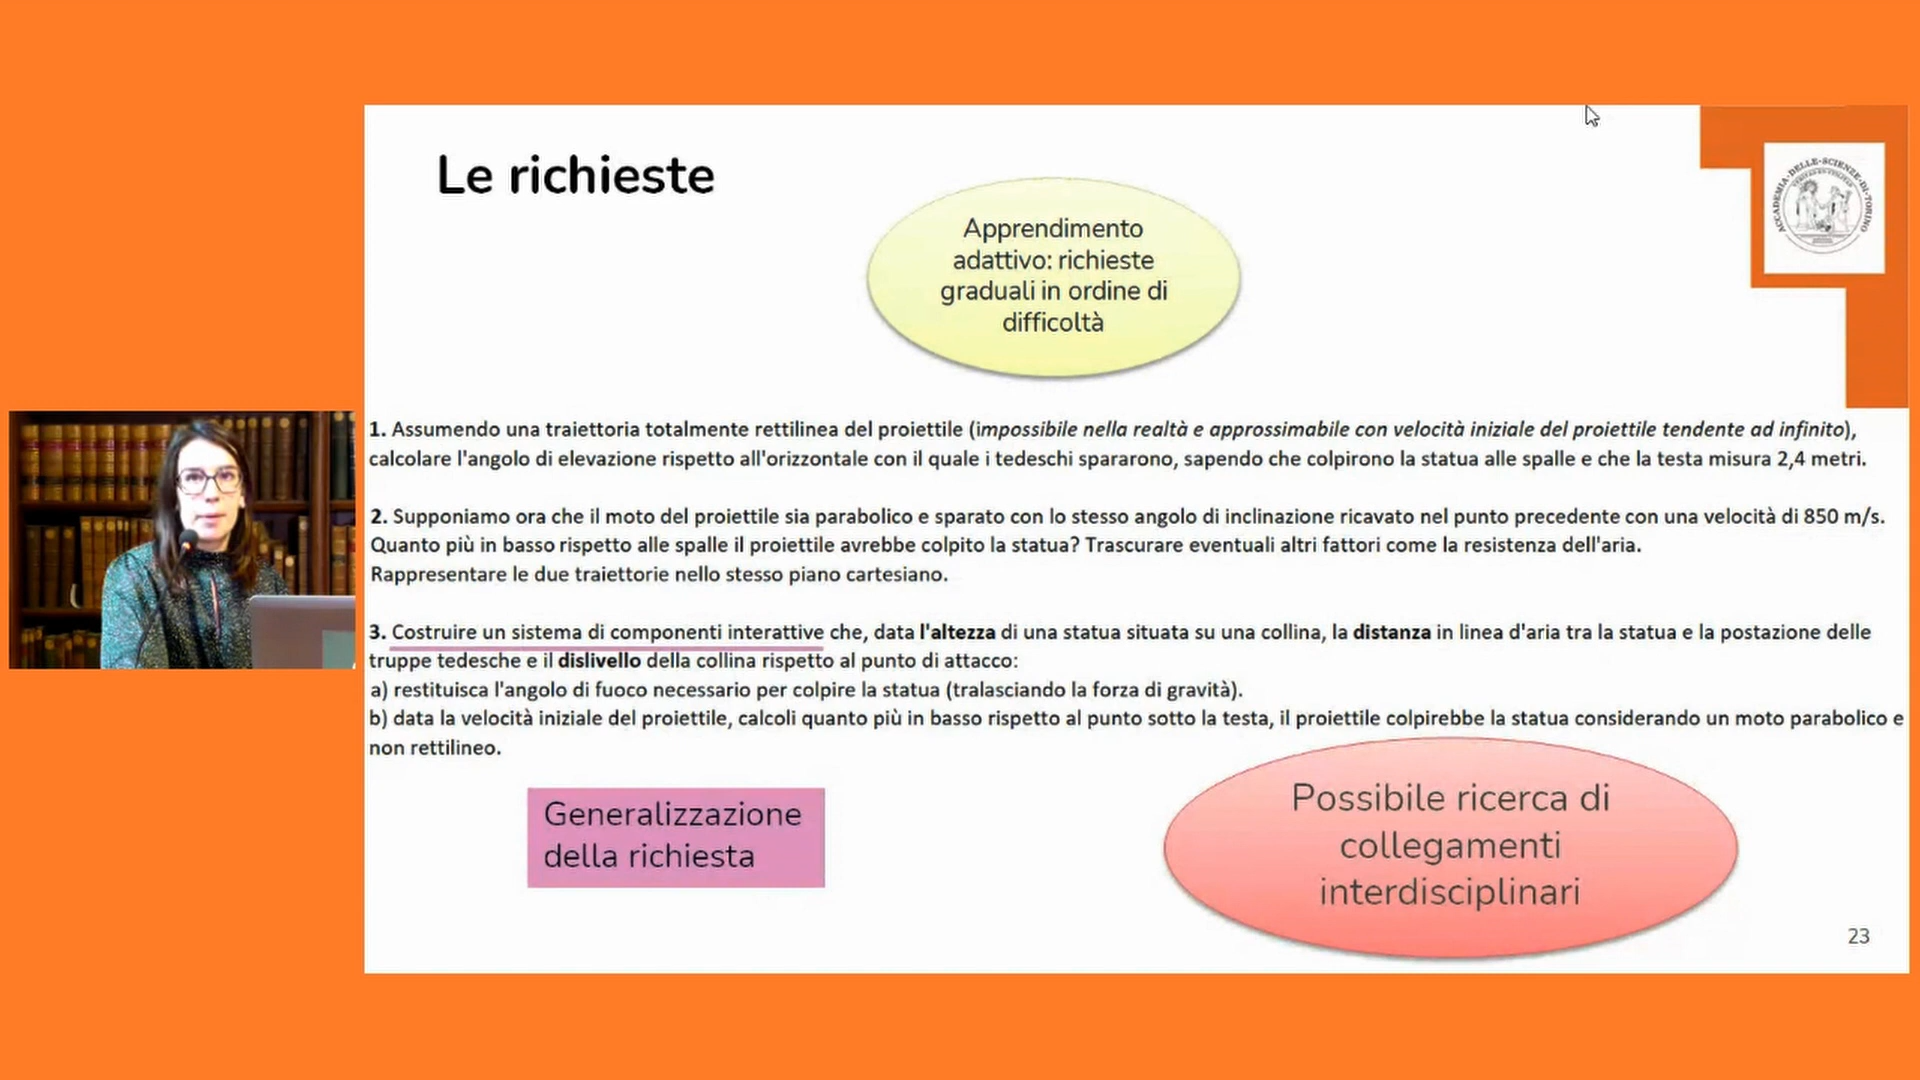 Le richieste
Apprendimento
adattivo: richieste
graduali in ordine di
difficoltà
ACCADEMIA·DELLE·SCIENZE·DI·TORINO
1. Assumendo una traiettoria totalmente rettilinea del proiettile (impossibile nella realtà e approssimabile con velocità iniziale del proiettile tendente ad infinito),
calcolare l'angolo di elevazione rispetto all'orizzontale con il quale i tedeschi spararono, sapendo che colpirono la statua alle spalle e che la testa misura 2,4 metri.
2. Supponiamo ora che il moto del proiettile sia parabolico e sparato con lo stesso angolo di inclinazione ricavato nel punto precedente con una velocità di 850 m/s.
Quanto più in basso rispetto alle spalle il proiettile avrebbe colpito la statua? Trascurare eventuali altri fattori come la resistenza dell'aria.
Rappresentare le due traiettorie nello stesso piano cartesiano.
3. Costruire un sistema di componenti interattive che, data l'altezza di una statua situata su una collina, la distanza in linea d'aria tra la statua e la postazione delle
truppe tedesche e il dislivello della collina rispetto al punto di attacco:
a) restituisca l'angolo di fuoco necessario per colpire la statua (tralasciando la forza di gravità).
b) data la velocità iniziale del proiettile, calcoli quanto più in basso rispetto al punto sotto la testa, il proiettile colpirebbe la statua considerando un moto parabolico e
non rettilineo.
Generalizzazione
della richiesta
Possibile ricerca di
collegamenti
interdisciplinari
23